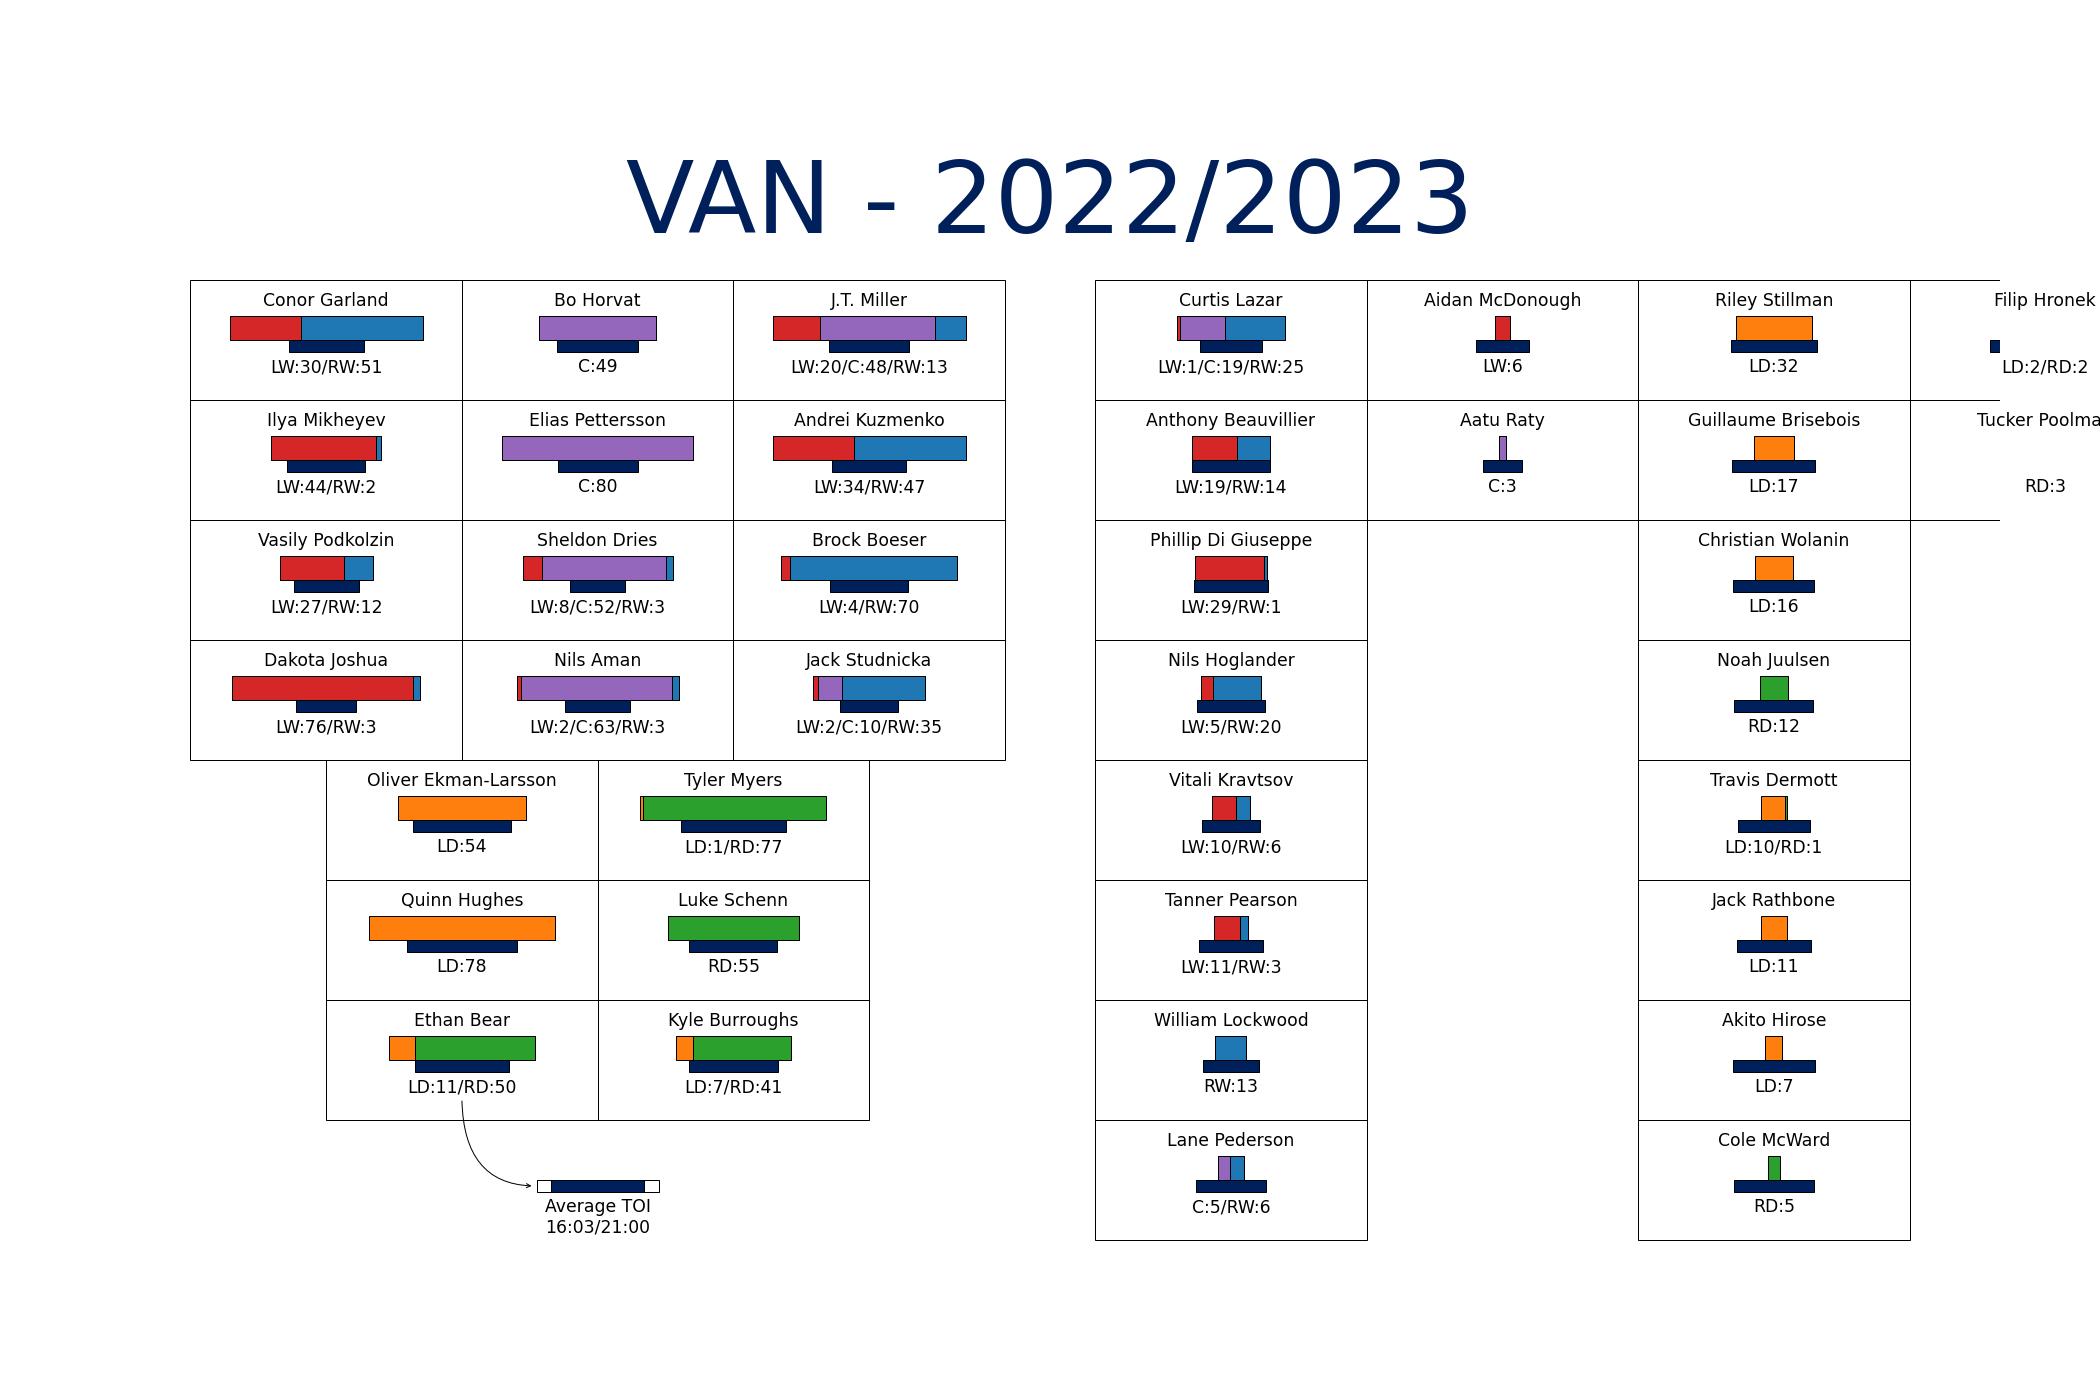 VAN - 2022/2023
Conor Garland
LW:30/RW:51
Bo Horvat
C:49
J.T. Miller
LW:20/C:48/RW:13
Ilya Mikheyev
LW:44/RW:2
Elias Pettersson
C:80
Andrei Kuzmenko
LW:34/RW:47
Vasily Podkolzin
LW:27/RW:12
Sheldon Dries
LW:8/C:52/RW:3
Brock Boeser
LW:4/RW:70
Dakota Joshua
LW:76/RW:3
Nils Aman
LW:2/C:63/RW:3
Jack Studnicka
LW:2/C:10/RW:35
Oliver Ekman-Larsson
LD:54
Tyler Myers
LD:1/RD:77
Quinn Hughes
LD:78
Luke Schenn
RD:55
Ethan Bear
LD:11/RD:50
Kyle Burroughs
LD:7/RD:41
Average TOI
16:03/21:00
Curtis Lazar
LW:1/C:19/RW:25
Aidan McDonough
LW:6
Riley Stillman
LD:32
Filip Hronek
LD:2/RD:2
Anthony Beauvillier
LW:19/RW:14
Aatu Raty
C:3
Guillaume Brisebois
LD:17
Tucker Poolma
RD:3
Phillip Di Giuseppe
LW:29/RW:1
Christian Wolanin
LD:16
Nils Hoglander
LW:5/RW:20
Noah Juulsen
RD:12
Vitali Kravtsov
LW:10/RW:6
Travis Dermott
LD:10/RD:1
Tanner Pearson
LW:11/RW:3
Jack Rathbone
LD:11
William Lockwood
RW:13
Akito Hirose
LD:7
Lane Pederson
C:5/RW:6
Cole McWard
RD:5